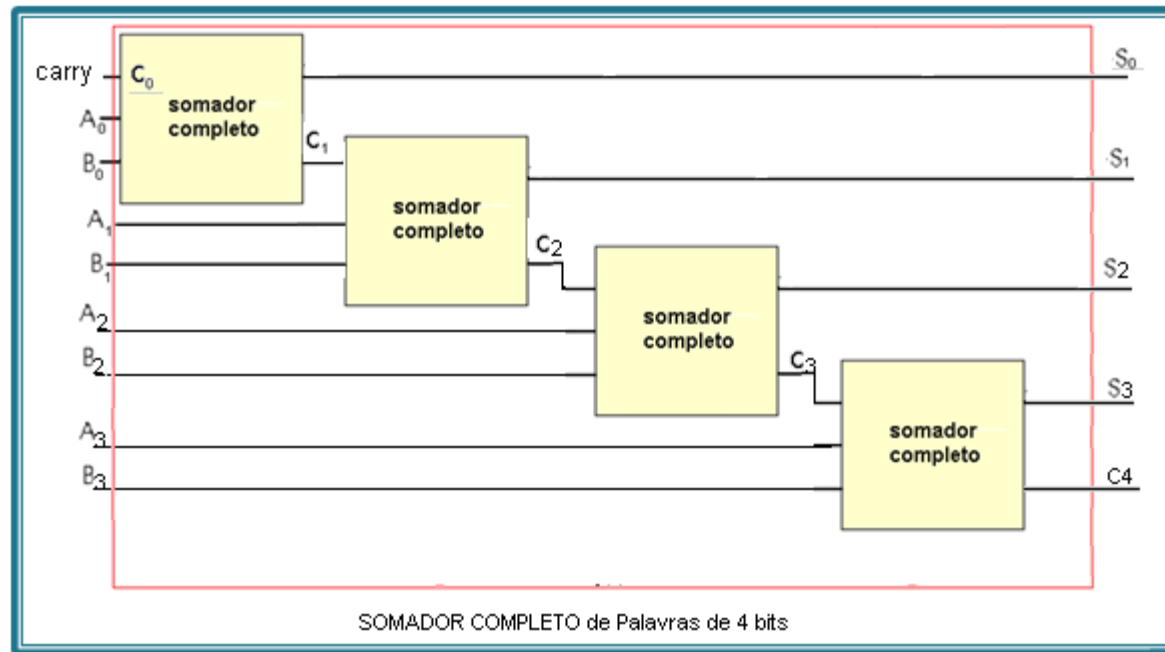 carry
C₀
A₀
B₀
somador
completo
S₀
C₁
A₁
B₁
somador
completo
S₁
C2
A2
B2
somador
completo
S2
C3
A3
B3
somador
completo
S3
C4
SOMADOR COMPLETO de Palavras de 4 bits